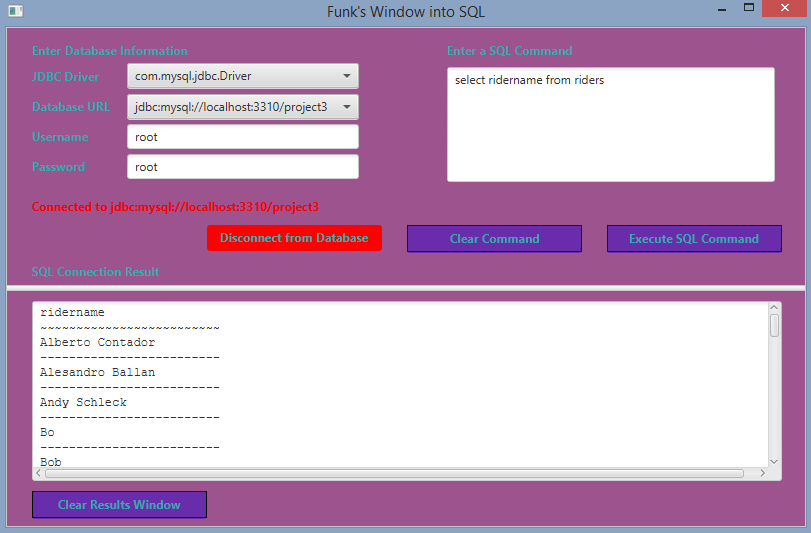 Funk's Window into SQL
Enter Database Information
JDBC Driver com.mysql.jdbc.Driver
Database URL jdbc:mysql://localhost:3310/project3
Username root
Password root
Enter a SQL Command
select ridername from riders
Connected to jdbc:mysql://localhost:3310/project3
Disconnect from Database Clear Command Execute SQL Command
SQL Connection Result
ridername
~~~~~~~~~~~~~~~~~~~~~~~~~
Alberto Contador
-------------------------
Alesandro Ballan
-------------------------
Andy Schleck
-------------------------
Bo
-------------------------
Bob
Clear Results Window